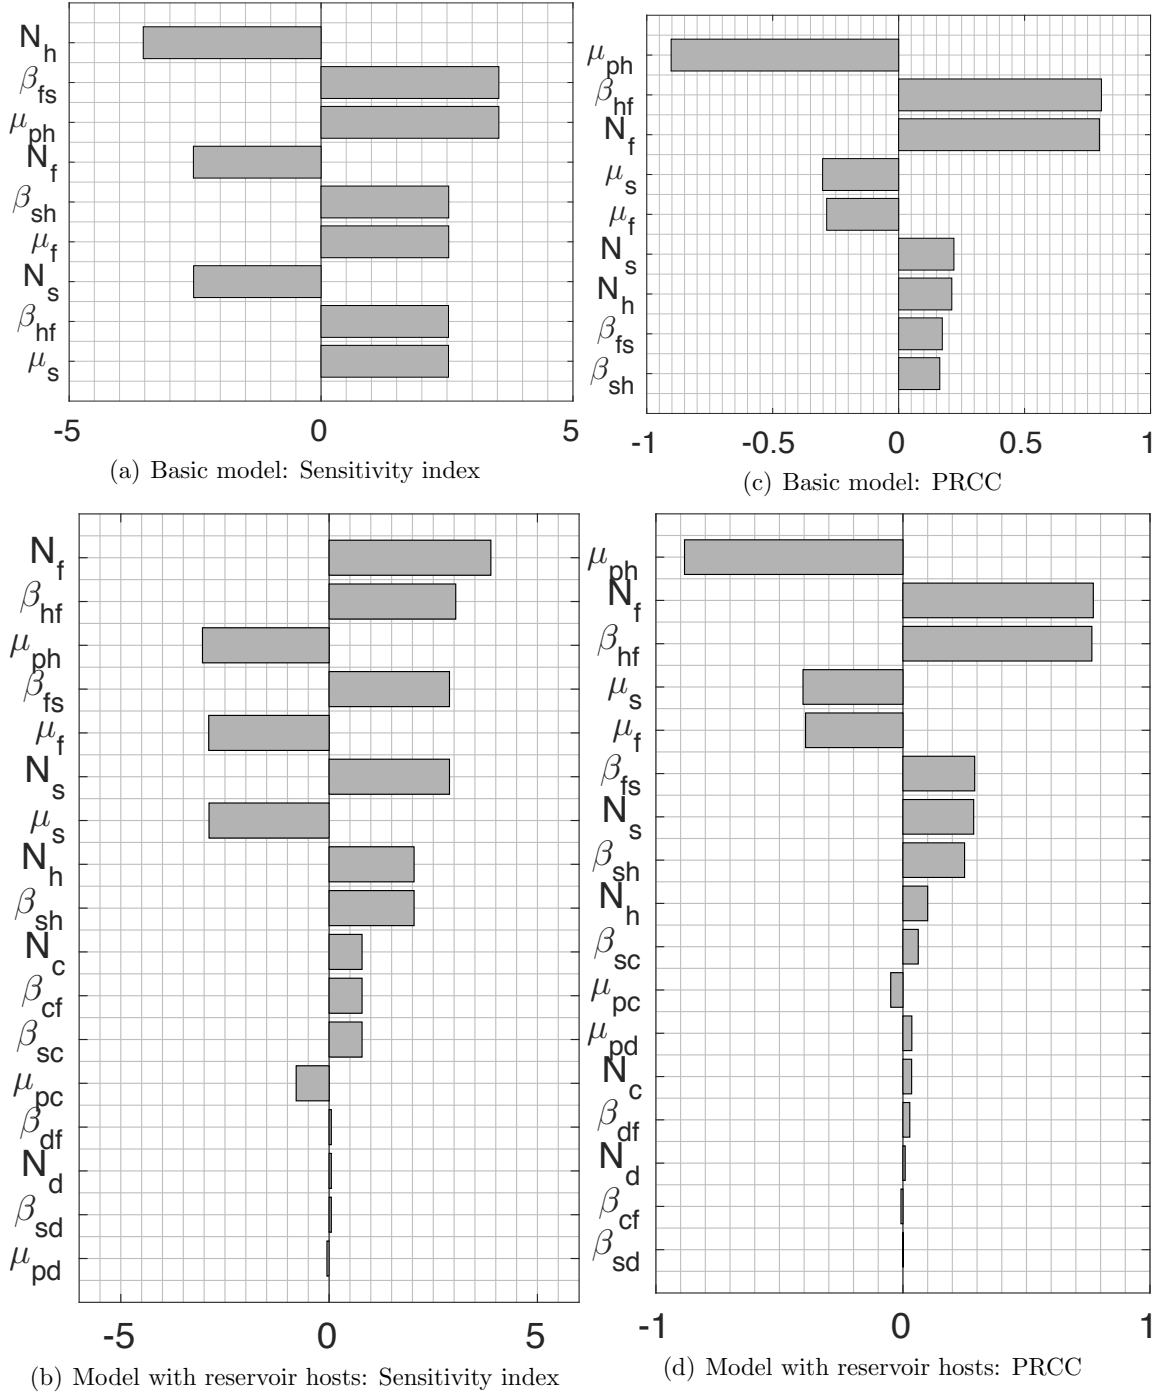 N_h
β_fs
μ_ph
N_f
β_sh
μ_f
N_s
β_hf
μ_s
-5 0 5
(a) Basic model: Sensitivity index
μ_ph
β_hf
N_f
μ_s
μ_f
N_s
N_h
β_fs
β_sh
-1 -0.5 0 0.5 1
(c) Basic model: PRCC
N_f
β_hf
μ_ph
β_fs
μ_f
N_s
μ_s
N_h
β_sh
N_c
β_cf
β_sc
μ_pc
β_df
N_d
β_sd
μ_pd
-5 0 5
(b) Model with reservoir hosts: Sensitivity index
μ_ph
N_f
β_hf
μ_s
μ_f
β_fs
N_s
β_sh
N_h
β_sc
μ_pc
μ_pd
N_c
β_df
N_d
β_cf
β_sd
-1 0 1
(d) Model with reservoir hosts: PRCC